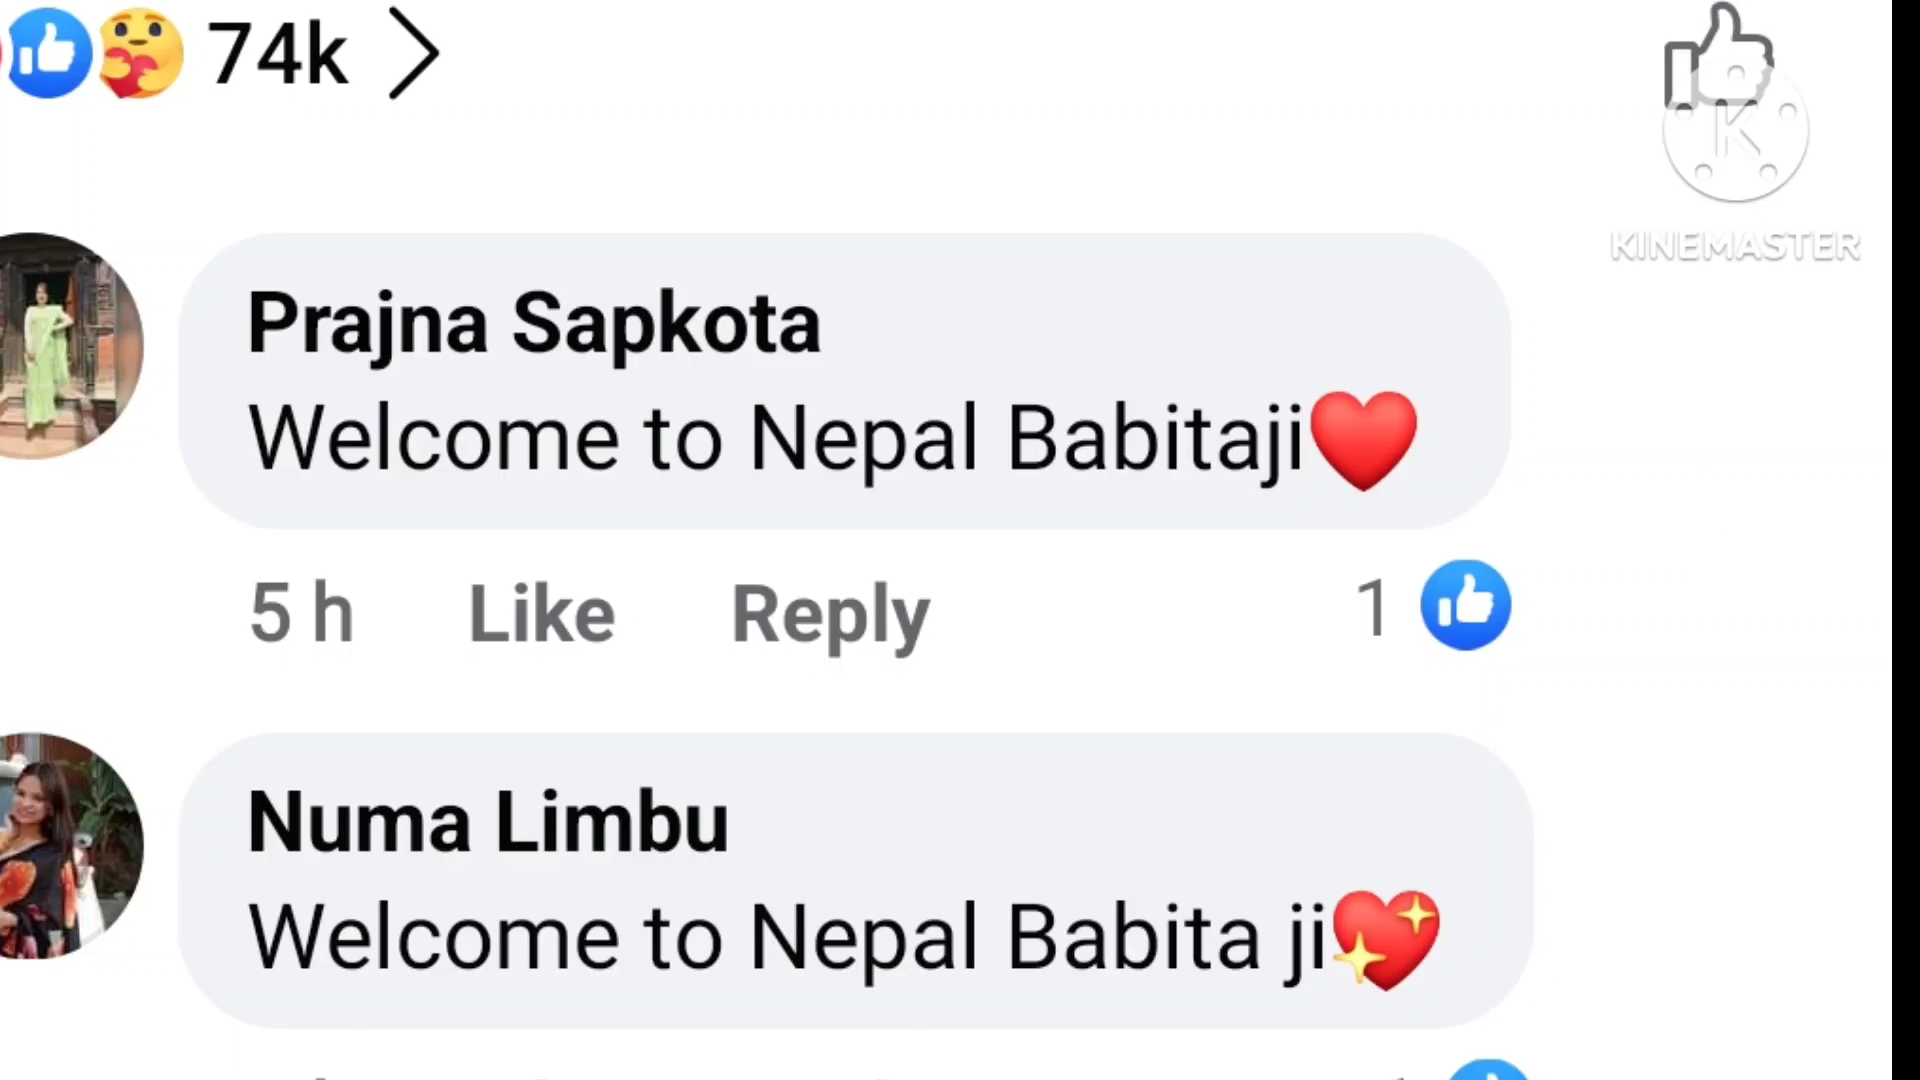 74k
K
KINEMASTER
Prajna Sapkota
Welcome to Nepal Babitaji❤️
5 h Like Reply 1
Numa Limbu
Welcome to Nepal Babita ji💖